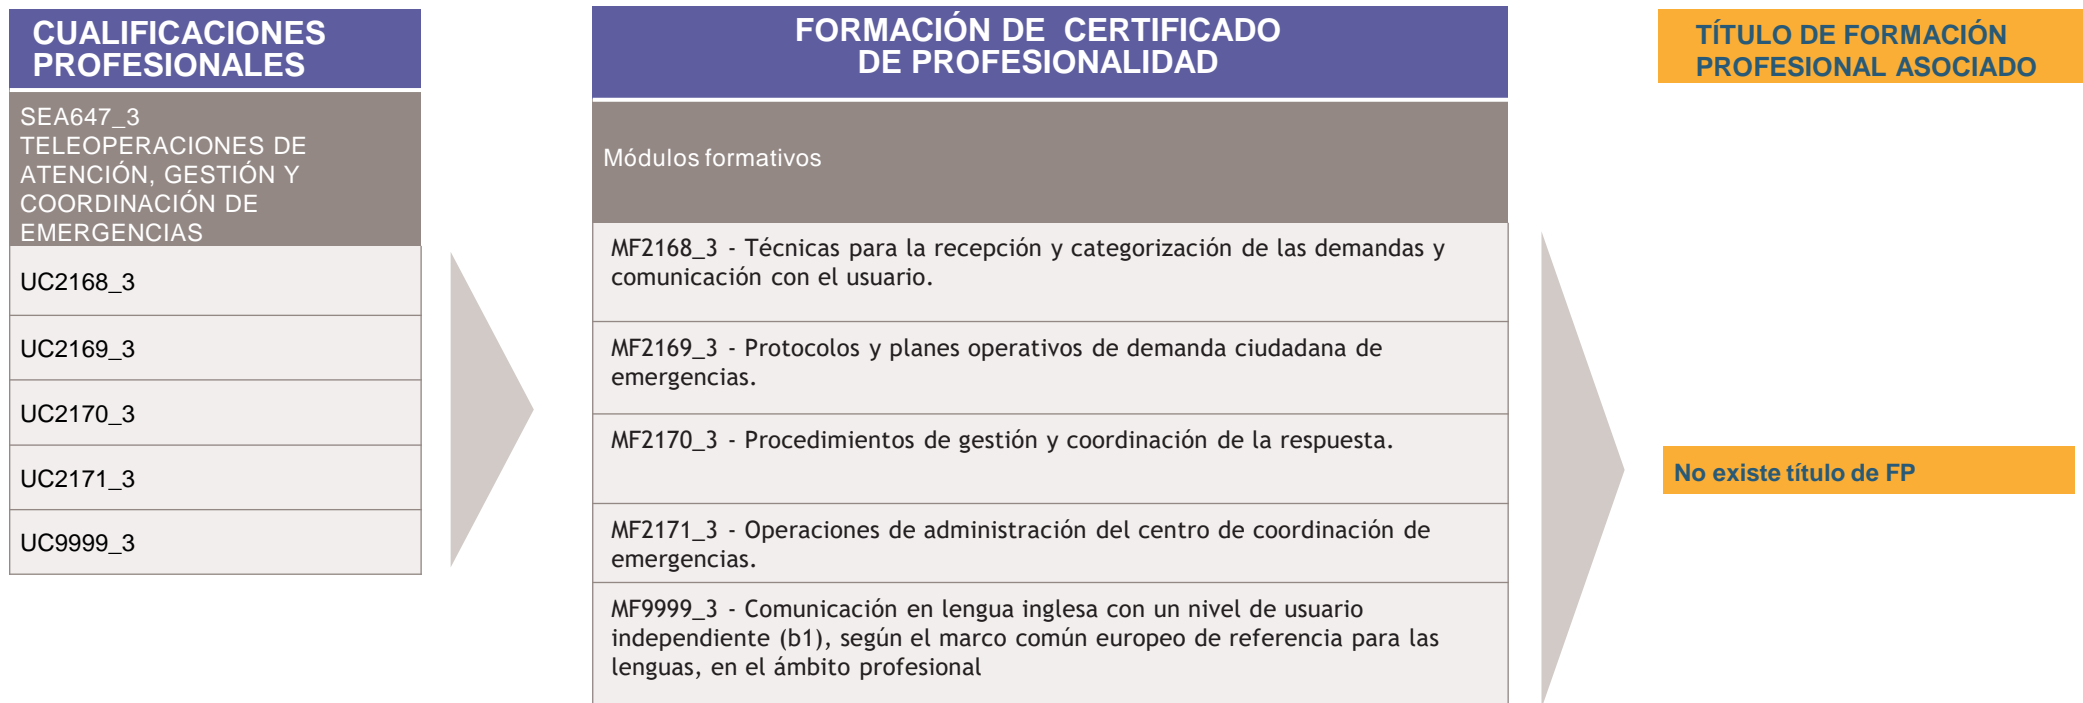 CUALIFICACIONES
PROFESIONALES
SEA647_3
TELEOPERACIONES DE
ATENCIÓN, GESTIÓN Y
COORDINACIÓN DE
EMERGENCIAS
UC2168_3
UC2169_3
UC2170_3
UC2171_3
UC9999_3
FORMACIÓN DE CERTIFICADO
DE PROFESIONALIDAD
Módulos formativos
MF2168_3 - Técnicas para la recepción y categorización de las demandas y
comunicación con el usuario.
MF2169_3 - Protocolos y planes operativos de demanda ciudadana de
emergencias.
MF2170_3 - Procedimientos de gestión y coordinación de la respuesta.
MF2171_3 - Operaciones de administración del centro de coordinación de
emergencias.
MF9999_3 - Comunicación en lengua inglesa con un nivel de usuario
independiente (b1), según el marco común europeo de referencia para las
lenguas, en el ámbito profesional
TÍTULO DE FORMACIÓN
PROFESIONAL ASOCIADO
No existe título de FP